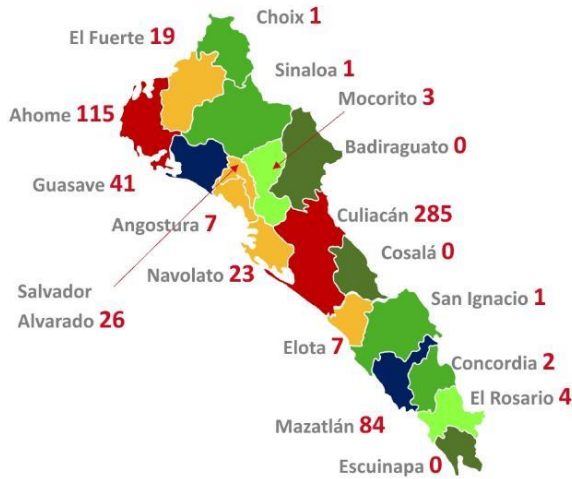 Choix 1
El Fuerte 19
Sinaloa 1
Mocorito 3
Ahome 115
Badiraguato 0
Guasave 41
Angostura 7
Culiacán 285
Cosalá 0
Navolato 23
Salvador
Alvarado 26
San Ignacio 1
Elota 7
Concordia 2
El Rosario 4
Mazatlán 84
Escuinapa 0